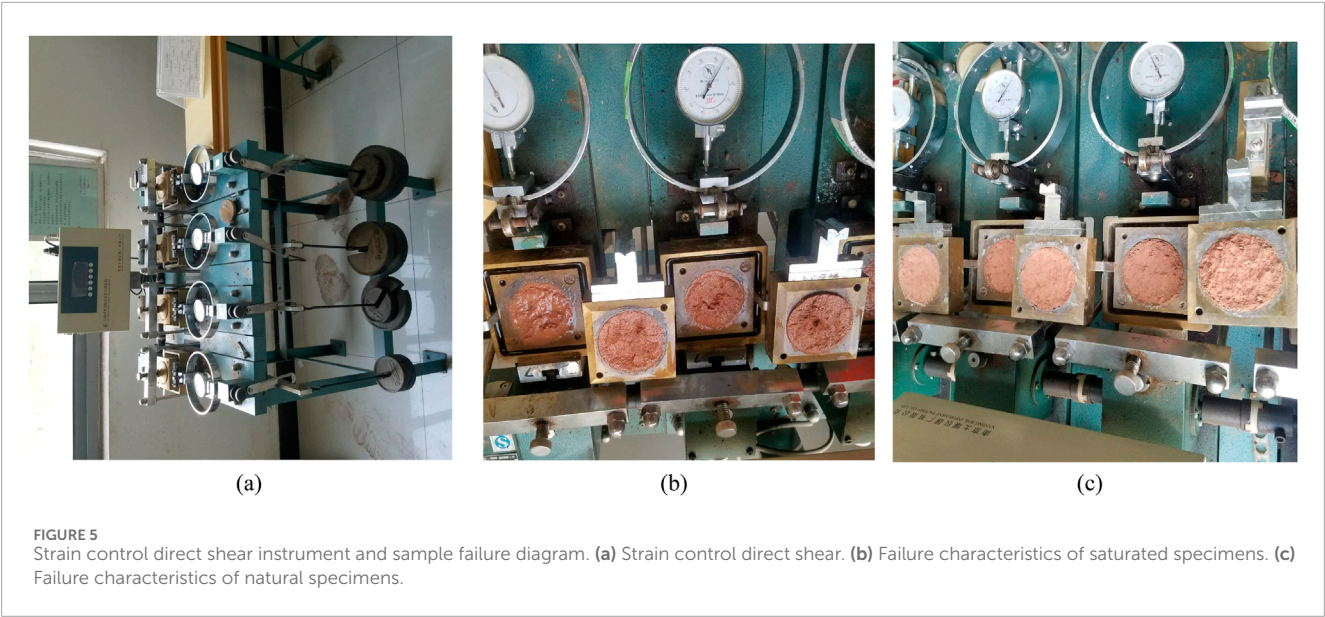 (a)
(b)
(c)
FIGURE 5
Strain control direct shear instrument and sample failure diagram. (a) Strain control direct shear. (b) Failure characteristics of saturated specimens. (c)
Failure characteristics of natural specimens.